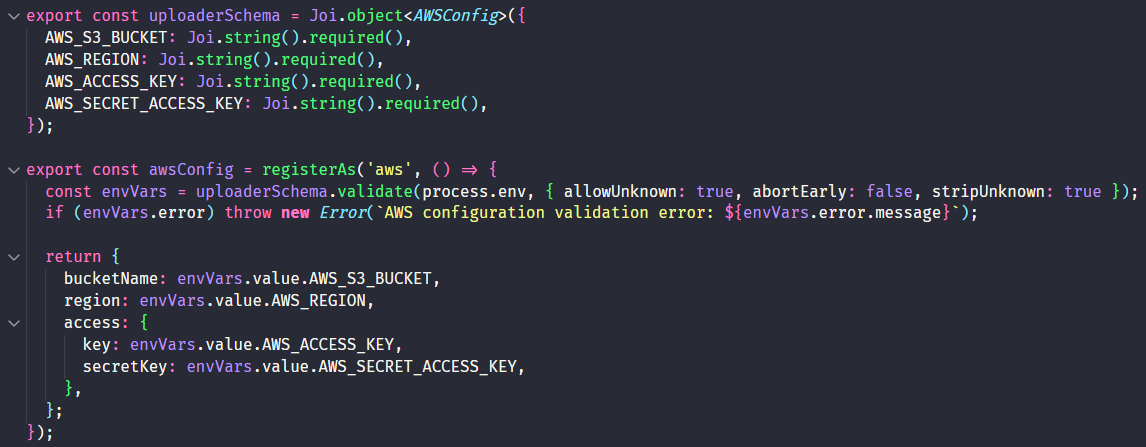 export const uploaderSchema = Joi.object<AWSConfig>({
  AWS_S3_BUCKET: Joi.string().required(),
  AWS_REGION: Joi.string().required(),
  AWS_ACCESS_KEY: Joi.string().required(),
  AWS_SECRET_ACCESS_KEY: Joi.string().required(),
});

export const awsConfig = registerAs('aws', () => {
  const envVars = uploaderSchema.validate(process.env, { allowUnknown: true, abortEarly: false, stripUnknown: true });
  if (envVars.error) throw new Error(`AWS configuration validation error: ${envVars.error.message}`);

  return {
    bucketName: envVars.value.AWS_S3_BUCKET,
    region: envVars.value.AWS_REGION,
    access: {
      key: envVars.value.AWS_ACCESS_KEY,
      secretKey: envVars.value.AWS_SECRET_ACCESS_KEY,
    },
  };
});